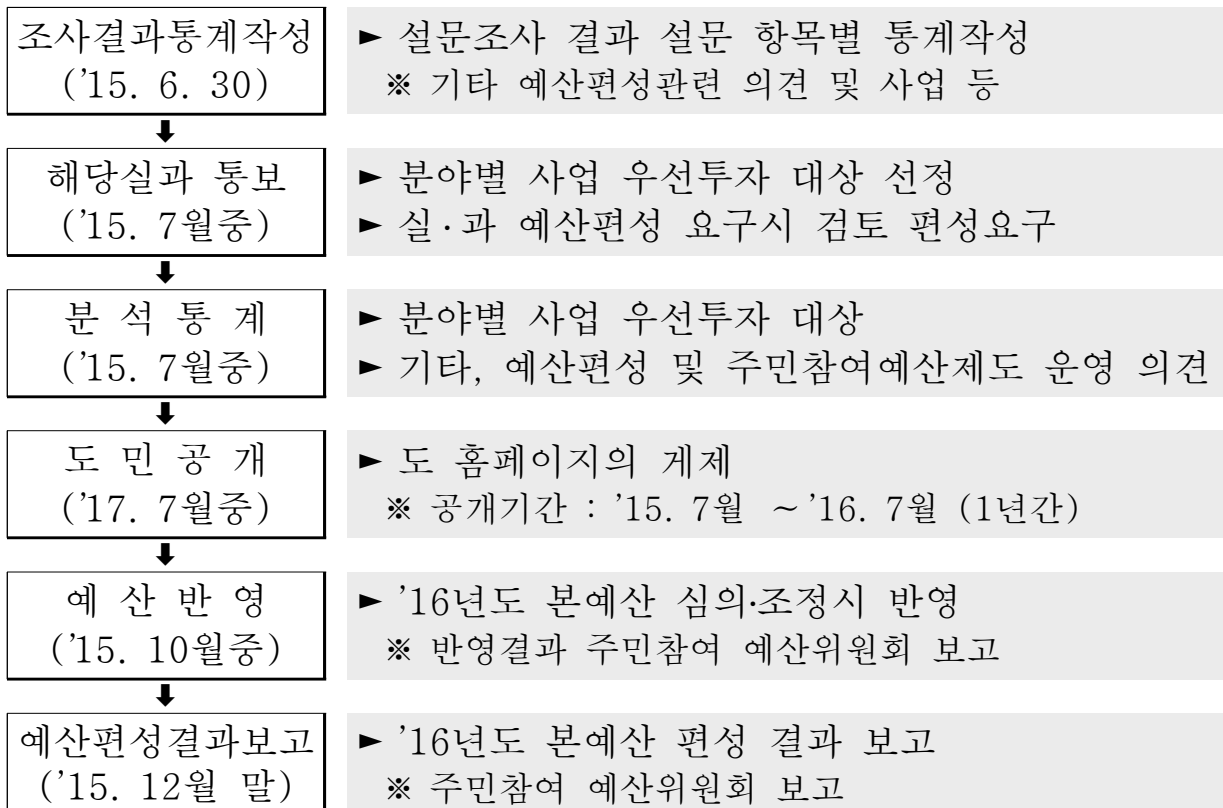 조사결과통계작성
('15. 6. 30)
► 설문조사 결과 설문 항목별 통계작성
※ 기타 예산편성관련 의견 및 사업 등
해당실과 통보
('15. 7월중)
► 분야별 사업 우선투자 대상 선정
► 실·과 예산편성 요구시 검토 편성요구
분 석 통 계
('15. 7월중)
► 분야별 사업 우선투자 대상
► 기타, 예산편성 및 주민참여예산제도 운영 의견
도 민 공 개
('17. 7월중)
► 도 홈페이지의 게제
※ 공개기간 : '15. 7월 ~ '16. 7월 (1년간)
예 산 반 영
('15. 10월중)
► '16년도 본예산 심의·조정시 반영
※ 반영결과 주민참여 예산위원회 보고
예산편성결과보고
('15. 12월 말)
► '16년도 본예산 편성 결과 보고
※ 주민참여 예산위원회 보고